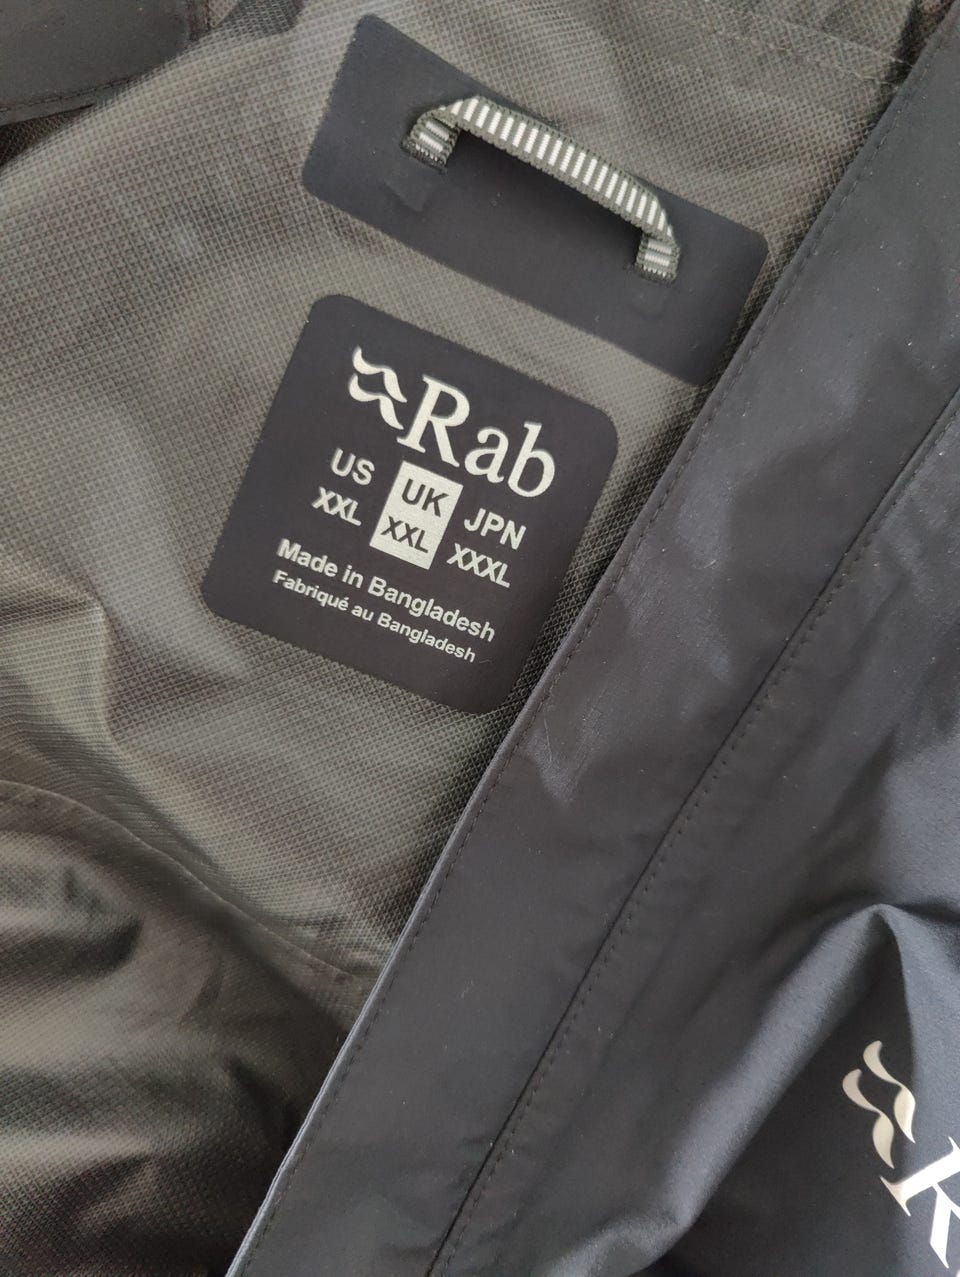 Rab
US UK JPN
XXL XXL XXXL
Made in Bangladesh
Fabriqué au Bangladesh